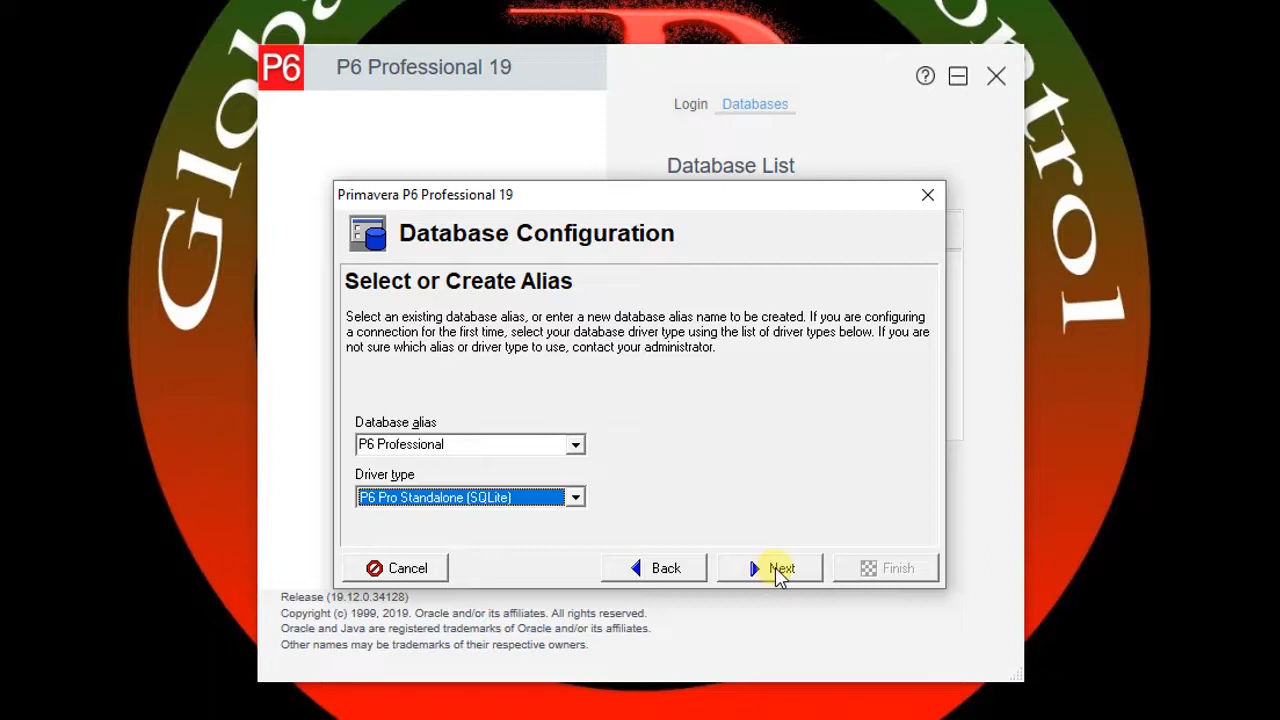 Global
ontrol
P6
P6 Professional 19
Login
Databases
Database List
Primavera P6 Professional 19
Database Configuration
Select or Create Alias
Select an existing database alias, or enter a new database alias name to be created. If you are configuring
a connection for the first time, select your database driver type using the list of driver types below. If you are
not sure which alias or driver type to use, contact your administrator.
Database alias
P6 Professional
Driver type
P6 Pro Standalone (SQLite)
Cancel
Back
Next
Finish
Release (19.12.0.34128)
Copyright (c) 1999, 2019. Oracle and/or its affiliates. All rights reserved.
Oracle and Java are registered trademarks of Oracle and/or its affiliates.
Other names may be trademarks of their respective owners.